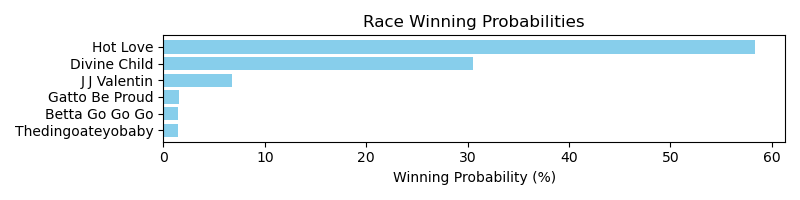 Race Winning Probabilities
Hot Love
Divine Child
J J Valentin
Gatto Be Proud
Betta Go Go Go
Thedingoateyobaby
0 10 20 30 40 50 60
Winning Probability (%)